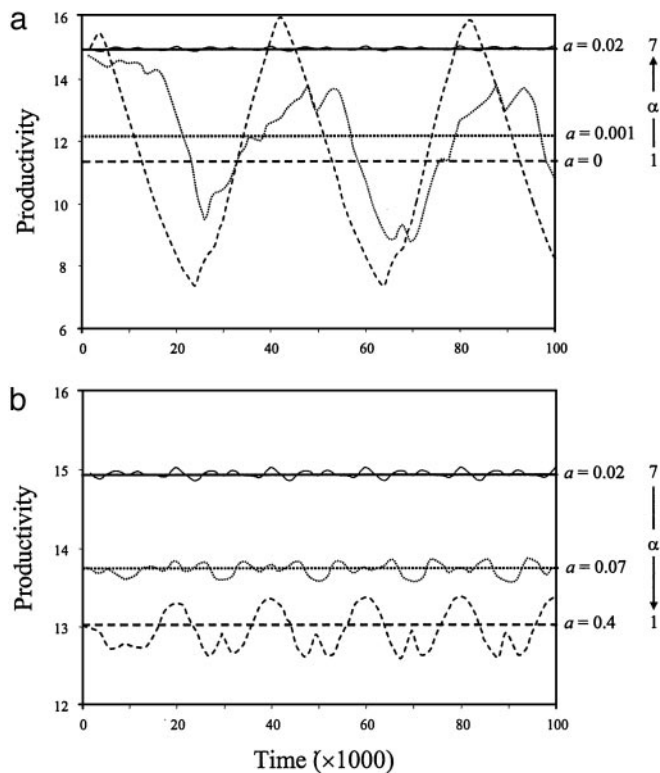 a
16
14
12
10
8
6
Productivity
a = 0.02 7
a = 0.001
α
a = 0 1
0 20 40 60 80 100
b
16
15
14
13
12
Productivity
a = 0.02 7
α
a = 0.07
a = 0.4 1
0 20 40 60 80 100
Time (×1000)